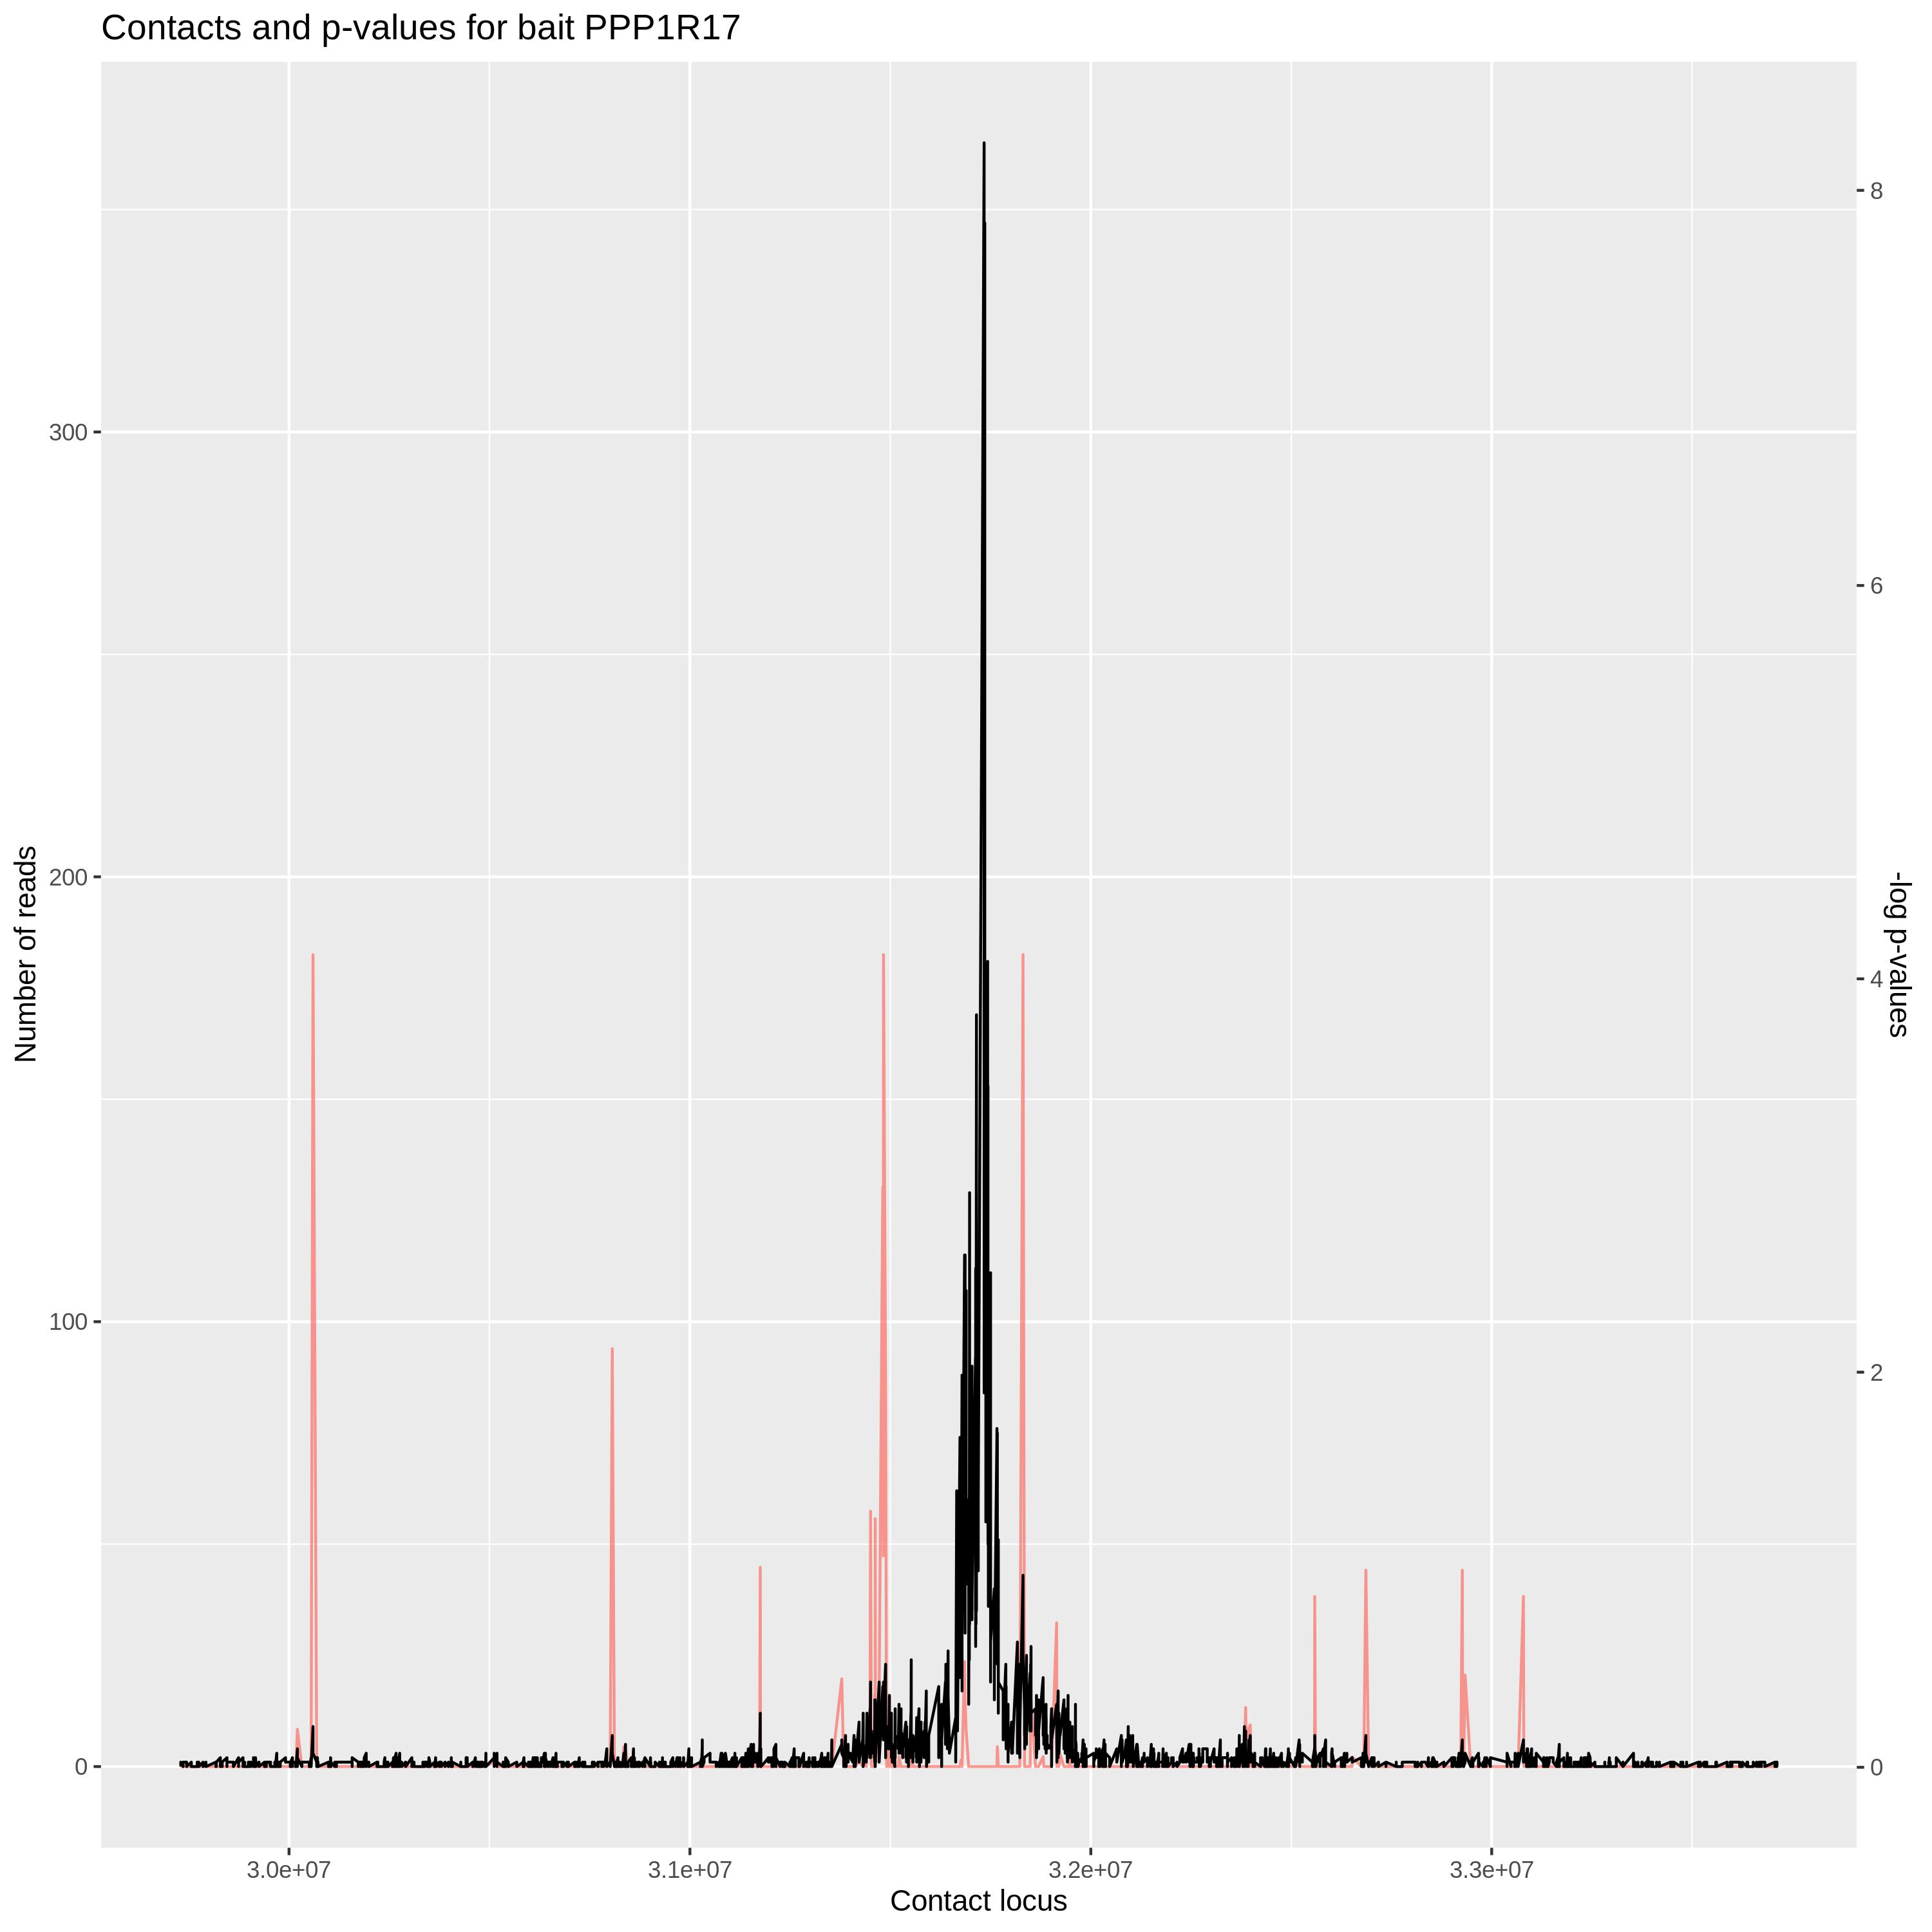 Contacts and p-values for bait PPP1R17
300
200
100
0
Number of reads
8
6
4
2
0
-log p-values
3.0e+07
3.1e+07
3.2e+07
3.3e+07
Contact locus